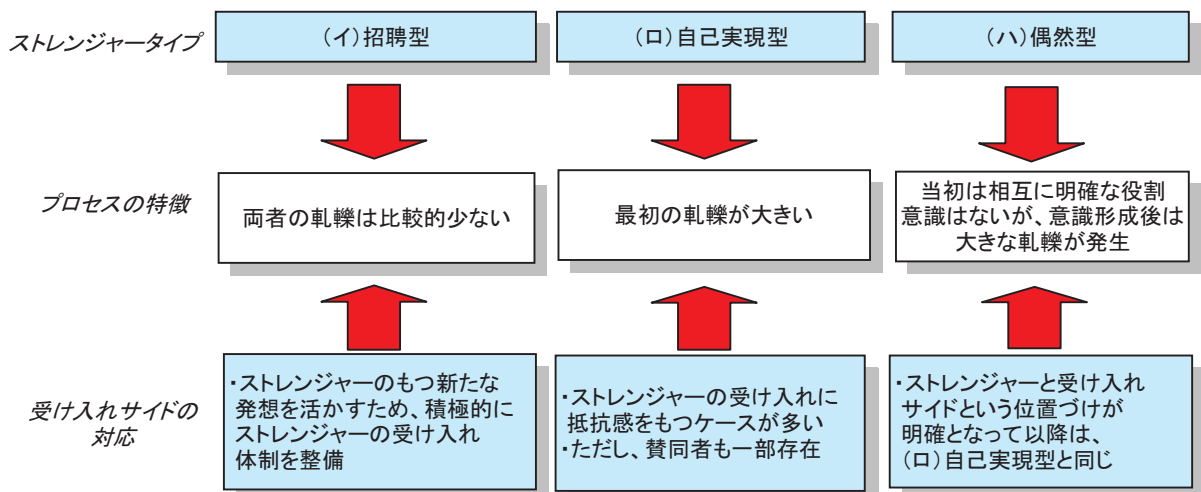 ストレンジャータイプ
(イ)招聘型
(ロ)自己実現型
(ハ)偶然型
プロセスの特徴
両者の軋轢は比較的少ない
最初の軋轢が大きい
当初は相互に明確な役割
意識はないが、意識形成後は
大きな軋轢が発生
受け入れサイドの
対応
・ストレンジャーのもつ新たな
発想を活かすため、積極的に
ストレンジャーの受け入れ
体制を整備
・ストレンジャーの受け入れに
抵抗感をもつケースが多い
・ただし、賛同者も一部存在
・ストレンジャーと受け入れ
サイドという位置づけが
明確となって以降は、
(ロ)自己実現型と同じ